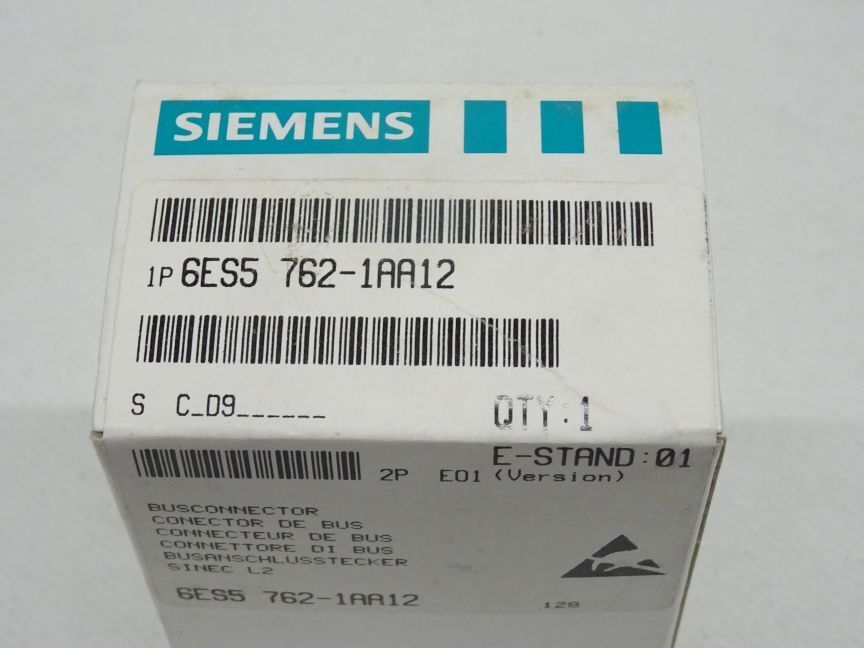 SIEMENS
1P 6ES5 762-1AA12
S C_D9______
QTY:1
E-STAND:01
2P E01 (Version)
BUSCONNECTOR
CONECTOR DE BUS
CONNECTEUR DE BUS
CONNETTORE DI BUS
BUSANSCHLUSSTECKER
SINEC L2
6ES5 762-1AA12
128